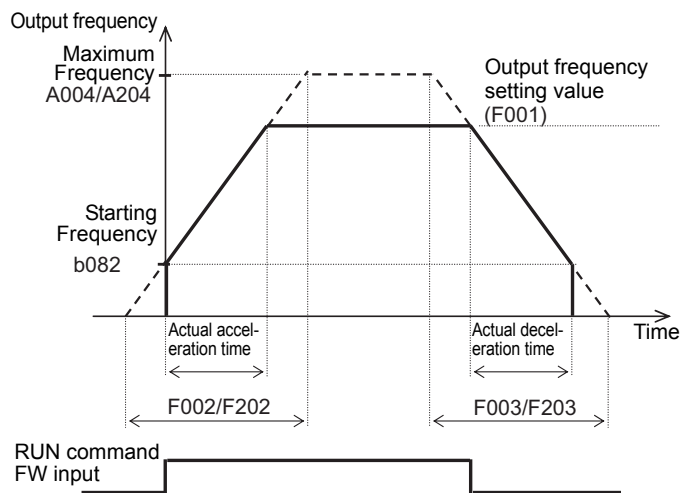 Output frequency
Maximum
Frequency
A004/A204
Output frequency
setting value
(F001)
Starting
Frequency
b082
Actual accel-
eration time
Actual decel-
eration time
Time
F002/F202
F003/F203
RUN command
FW input